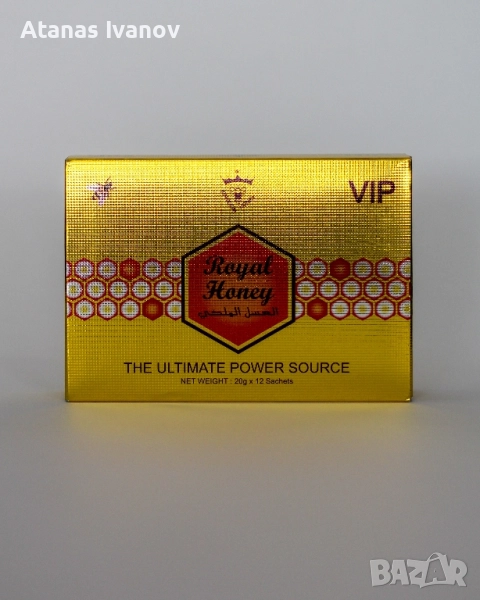 Atanas Ivanov
VIP
Royal
Honey
العسل الملكي
THE ULTIMATE POWER SOURCE
NET WEIGHT : 20g x 12 Sachets
BAZAR